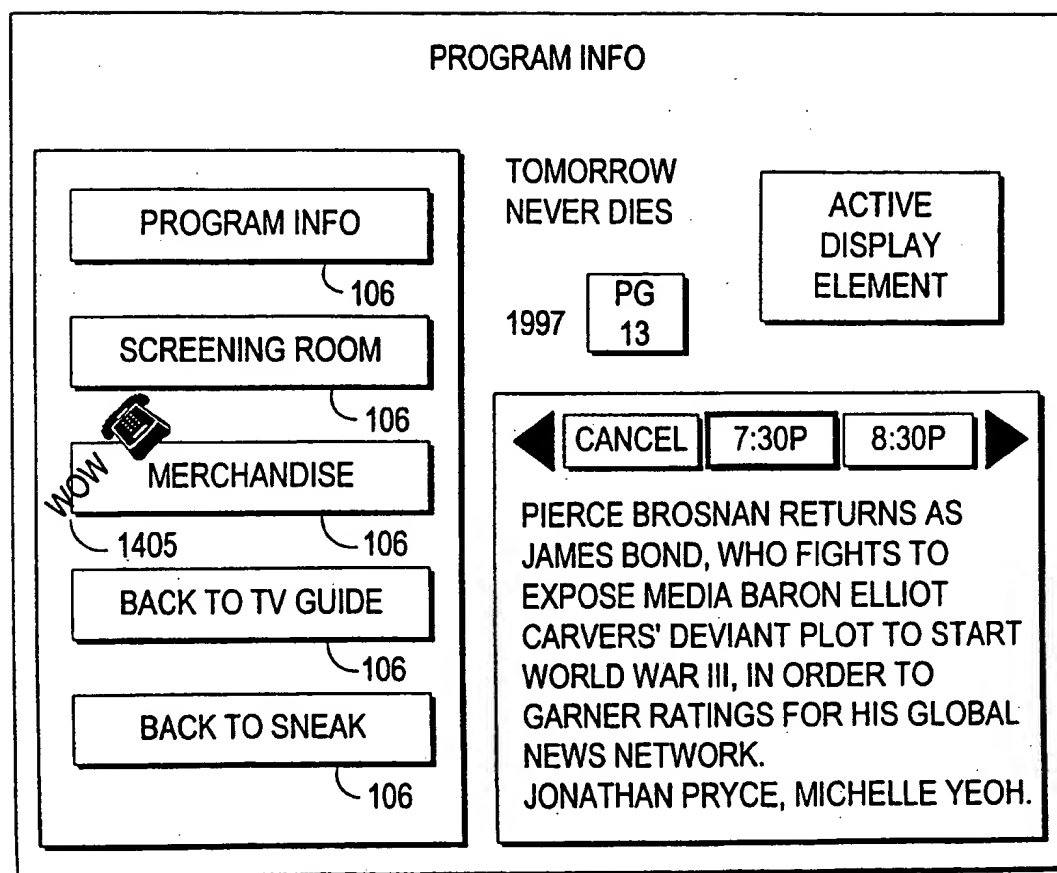 PROGRAM INFO
PROGRAM INFO
106
SCREENING ROOM
106
WOW
MERCHANDISE
1405
106
BACK TO TV GUIDE
106
BACK TO SNEAK
106
TOMORROW
NEVER DIES
1997
PG
13
ACTIVE
DISPLAY
ELEMENT
CANCEL 7:30P 8:30P
PIERCE BROSNAN RETURNS AS
JAMES BOND, WHO FIGHTS TO
EXPOSE MEDIA BARON ELLIOT
CARVERS' DEVIANT PLOT TO START
WORLD WAR III, IN ORDER TO
GARNER RATINGS FOR HIS GLOBAL
NEWS NETWORK.
JONATHAN PRYCE, MICHELLE YEOH.